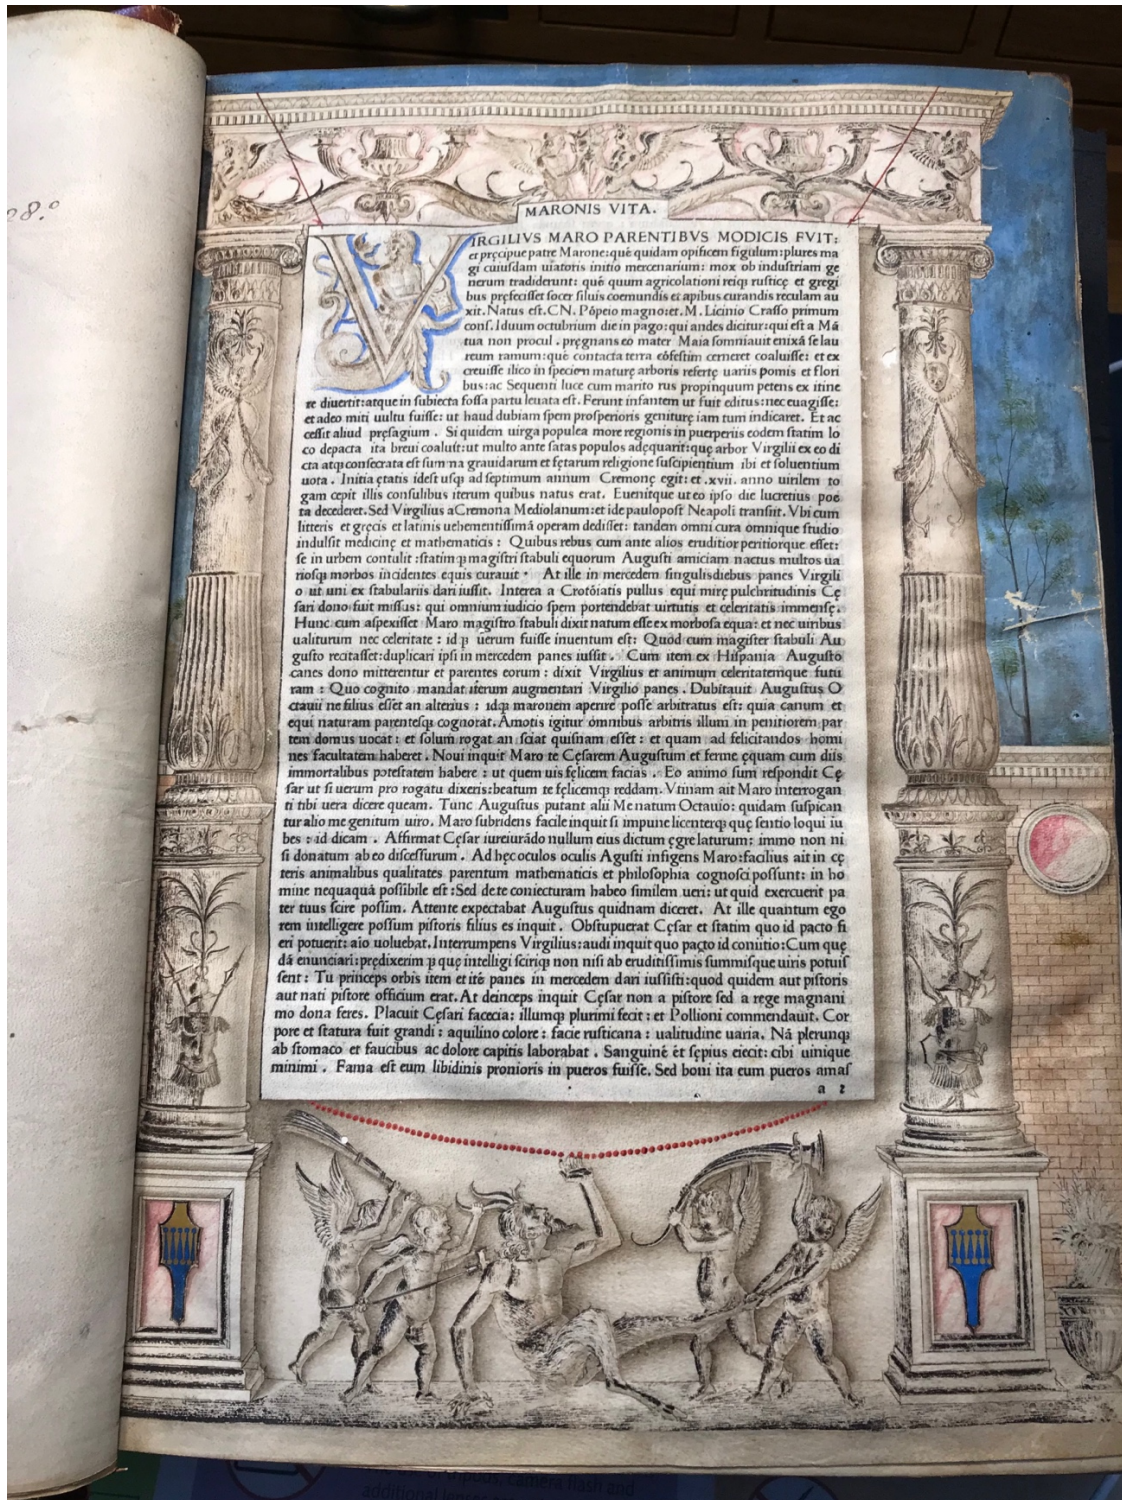 28.º
MARONIS VITA.
VIRGILIVS MARO PARENTIBVS MODICIS FVIT:
et pręcipue patre Marone: quẽ quidam opificem figulum: plures ma
gi cuiusdam uiatoris initio mercenarium: mox ob industriam ge
nerum tradiderunt: quẽ quum agricolationi reiq; rusticę et gregi
bus pręfecisset socer siluis coemundis et apibus curandis reculam au
xit. Natus est. CN. Põpeio magno: et. M. Licinio Crasso primum
cons. Iduum octubrium die in pago: qui andes dicitur: qui est a Mã
tua non procul. pręgnans eo mater Maia somniauit enixã se lau
reum ramum: quẽ contacta terra cõfestim cerneret coaluisse: et ex
creuisse ilico in speciem maturę arboris refertę uariis pomis et flori
bus: ac Sequenti luce cum marito rus propinquum petens ex itine
re diuertit: atque in subiecta fossa partu leuata est. Ferunt infantem ut fuit editus: nec euagisse:
et adeo miti uultu fuisse: ut haud dubiam spem prosperioris geniturę iam tum indicaret. Et ac
cessit aliud pręsagium. Si quidem uirga populea more regionis in puerperiis eodem statim lo
co depacta ita breui coaluit: ut multo ante satas populos adęquarit: quę arbor Virgilii ex eo di
cta atq; consecrata est summa grauidarum et fętarum religione suscipientium ibi et soluentium
uota. Initia ętatis idest usq; ad septimum annum Cremonę egit: et .xvii. anno uirilem to
gam cepit illis consulibus iterum quibus natus erat. Euenitque ut eo ipso die lucretius poe
ta decederet. Sed Virgilius a Cremona Mediolanum: et ide paulopost Neapoli transiit. Vbi cum
litteris et gręcis et latinis uehementissimã operam dedisset: tandem omni cura omnique studio
indulsit medicinę et mathematicis: Quibus rebus cum ante alios eruditior peritiorque esset:
se in urbem contulit: statimq; magistri stabuli equorum Augusti amiciam nactus multos ua
riosq; morbos incidentes equis curauit. At ille in mercedem singulis diebus panes Virgili
o ut uni ex stabulariis dari iussit. Interea a Crotõiatis pullus equi mirę pulchritudinis Cę
sari dono fuit missus: qui omnium iudicio spem portendebat uirtutis et celeritatis immensę.
Hunc cum aspexisset Maro magistro stabuli dixit natum esse ex morbosa equa: et nec uiribus
ualiturum nec celeritate: id ꝓ uerum fuisse inuentum est: Quod cum magister stabuli Au
gusto recitasset: duplicari ipsi in mercedem panes iussit. Cum item ex Hispania Augusto
canes dono mitterentur et parentes eorum: dixit Virgilius et animum celeritatemque futu
ram: Quo cognito mandat iterum augmentari Virgilio panes. Dubitauit Augustus O
ctauii ne filius esset an alterius: idq; maronem aperire posse arbitratus est: quia canum et
equi naturam parentesq; cognorat. Amotis igitur omnibus arbitris illum in penitiorem par
tem domus uocat: et solum rogat an sciat quisnam esset: et quam ad felicitandos homi
nes facultatem haberet. Noui inquit Maro te Cęsarem Augustum et ferme ęquam cum diis
immortalibus potestatem habere: ut quem uis fęlicem facias. Eo animo sum respondit Cę
sar ut si uerum pro rogatu dixeris: beatum te fęlicemq; reddam. Vtinam ait Maro interrogan
ti tibi uera dicere queam. Tunc Augustus putant alii Me natum Octauio: quidam suspican
tur alio me genitum uiro. Maro subridens facile inquit si impune licenterq; quę sentio loqui iu
bes: id dicam. Affirmat Cęsar iureiurãdo nullum eius dictum ęgre laturum: immo non ni
si donatum ab eo discessurum. Ad hęc oculos oculis Agusti infigens Maro: facilius ait in cę
teris animalibus qualitates parentum mathematicis et philosophia cognosci possunt: in ho
mine nequaquã possibile est: Sed de te coniecturam habeo similem ueri: ut quid exercuerit pa
ter tuus scire possim. Attente expectabat Augustus quidnam diceret. At ille quantum ego
rem intelligere possum pistoris filius es inquit. Obstupuerat Cęsar et statim quo id pacto fi
eri potuerit: aio uoluebat. Interrumpens Virgilius: audi inquit quo pacto id coniitio: Cum quę
dã enunciari: prędixerim ꝓ quę intelligi sciriq; non nisi ab eruditissimis summisque uiris potuis
sent: Tu princeps orbis item et itẽ panes in mercedem dari iussisti: quod quidem aut pistoris
aut nati pistore officium erat. At deinceps inquit Cęsar non a pistore sed a rege magnani
mo dona feres. Placuit Cęsari facecia: illumq; plurimi fecit: et Pollioni commendauit. Cor
pore et statura fuit grandi: aquilino colore: facie rusticana: ualitudine uaria. Nã plerunq;
ab stomaco et faucibus ac dolore capitis laborabat. Sanguinẽ et sępius eiecit: cibi uinique
minimi. Fama est eum libidinis pronioris in pueros fuisse. Sed boni ita eum pueros amas
a 2
camera flash and
additional lenses